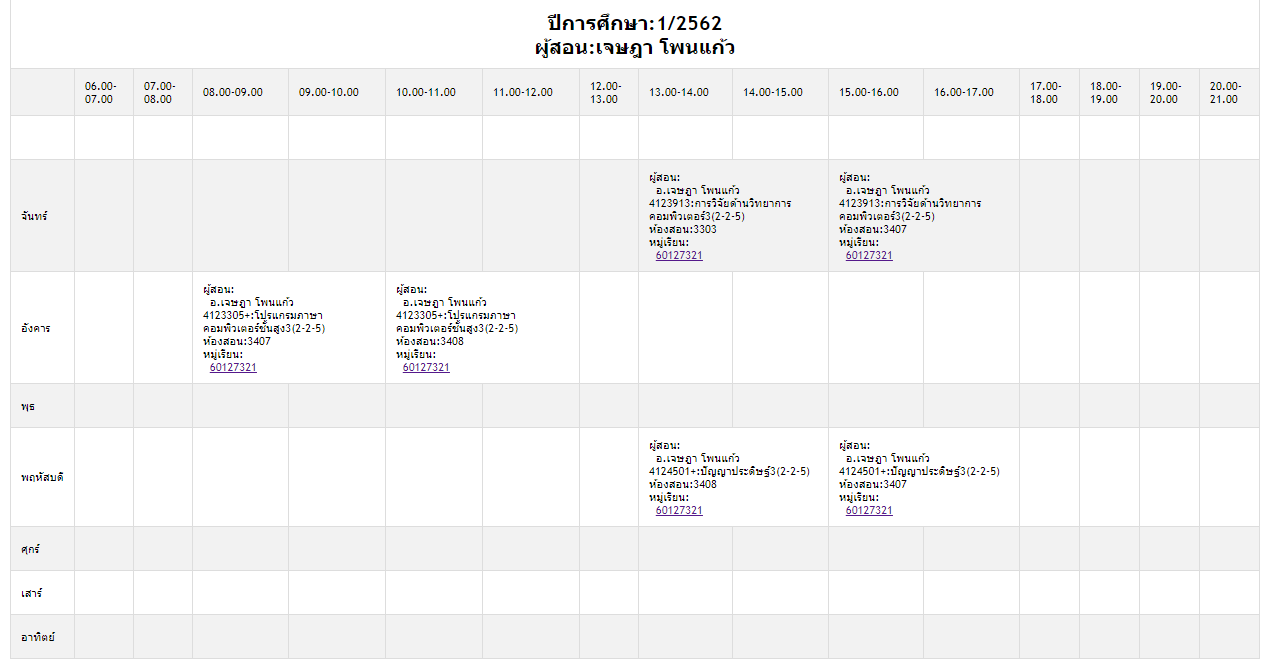 ปีการศึกษา:1/2562
ผู้สอน:เจษฎา โพนแก้ว
06.00-07.00 07.00-08.00 08.00-09.00 09.00-10.00 10.00-11.00 11.00-12.00 12.00-13.00 13.00-14.00 14.00-15.00 15.00-16.00 16.00-17.00 17.00-18.00 18.00-19.00 19.00-20.00 20.00-21.00
จันทร์
ผู้สอน:
อ.เจษฎา โพนแก้ว
4123913:การวิจัยด้านวิทยาการ
คอมพิวเตอร์3(2-2-5)
ห้องสอน:3303
หมู่เรียน:
60127321
ผู้สอน:
อ.เจษฎา โพนแก้ว
4123913:การวิจัยด้านวิทยาการ
คอมพิวเตอร์3(2-2-5)
ห้องสอน:3407
หมู่เรียน:
60127321
อังคาร
ผู้สอน:
อ.เจษฎา โพนแก้ว
4123305+:โปรแกรมภาษา
คอมพิวเตอร์ขั้นสูง3(2-2-5)
ห้องสอน:3407
หมู่เรียน:
60127321
ผู้สอน:
อ.เจษฎา โพนแก้ว
4123305+:โปรแกรมภาษา
คอมพิวเตอร์ขั้นสูง3(2-2-5)
ห้องสอน:3408
หมู่เรียน:
60127321
พุธ
พฤหัสบดี
ผู้สอน:
อ.เจษฎา โพนแก้ว
4124501+:ปัญญาประดิษฐ์3(2-2-5)
ห้องสอน:3408
หมู่เรียน:
60127321
ผู้สอน:
อ.เจษฎา โพนแก้ว
4124501+:ปัญญาประดิษฐ์3(2-2-5)
ห้องสอน:3407
หมู่เรียน:
60127321
ศุกร์
เสาร์
อาทิตย์